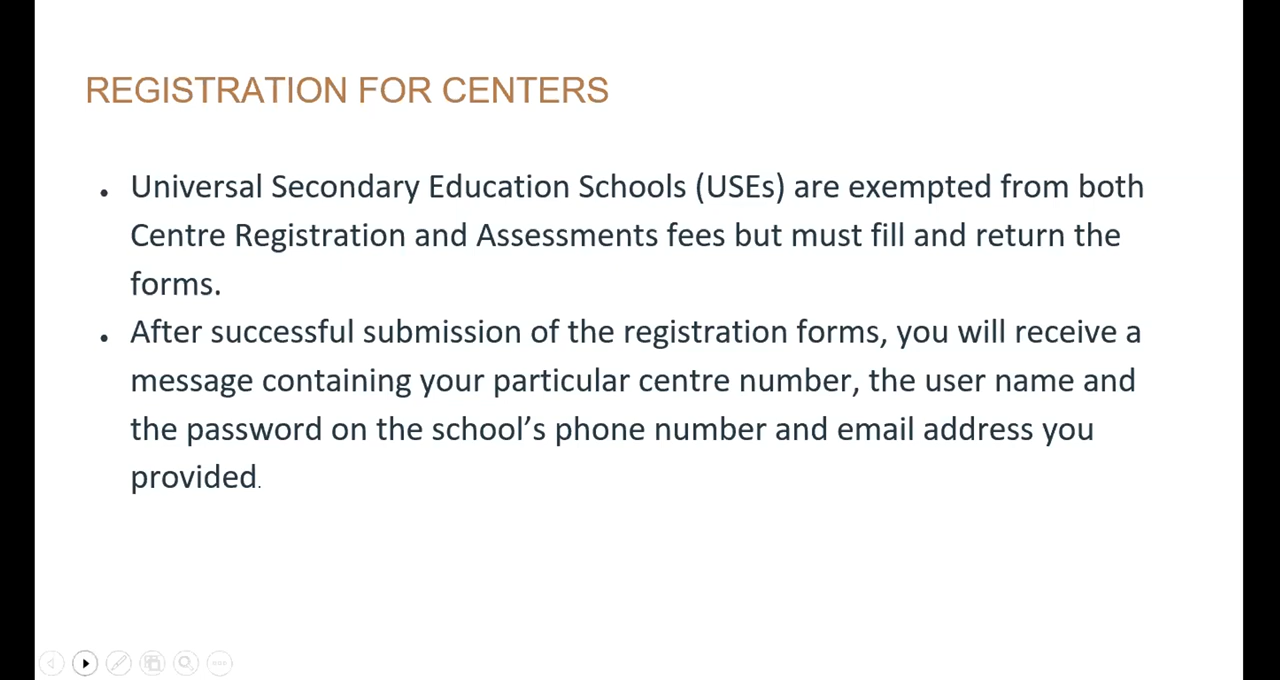 REGISTRATION FOR CENTERS
• Universal Secondary Education Schools (USEs) are exempted from both
Centre Registration and Assessments fees but must fill and return the
forms.
• After successful submission of the registration forms, you will receive a
message containing your particular centre number, the user name and
the password on the school’s phone number and email address you
provided.